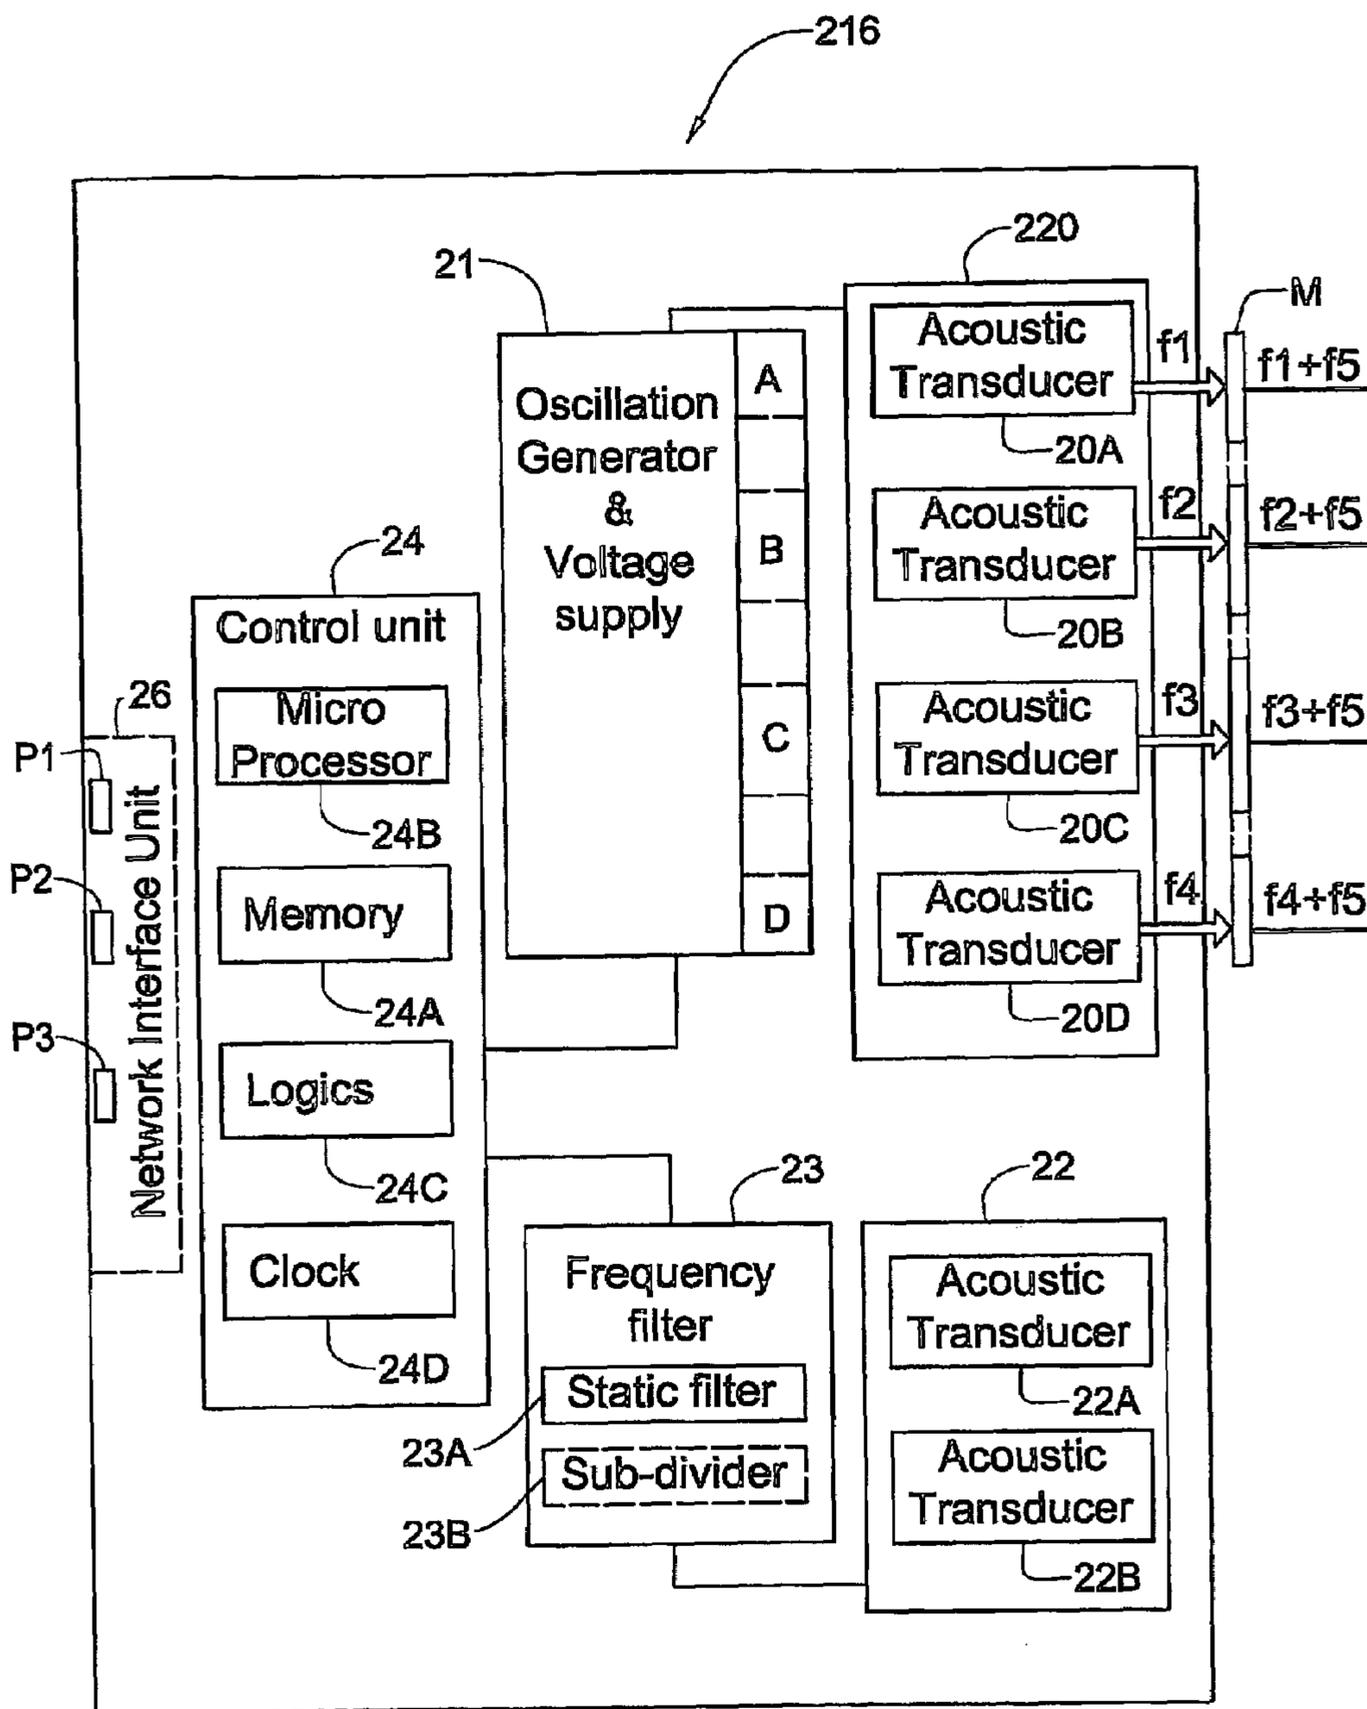 216
220
21
M
Acoustic
Transducer
f1
f1+f5
20A
A
Oscillation
Generator
&
Voltage
supply
Acoustic
Transducer
f2
f2+f5
20B
B
24
Control unit
Acoustic
Transducer
f3
f3+f5
20C
C
26
Micro
Processor
24B
P1
Acoustic
Transducer
f4
f4+f5
20D
D
P2
Memory
24A
Network Interface Unit
P3
Logics
24C
23
22
Clock
24D
Frequency
filter
Static filter
23A
Sub-divider
23B
Acoustic
Transducer
22A
Acoustic
Transducer
22B